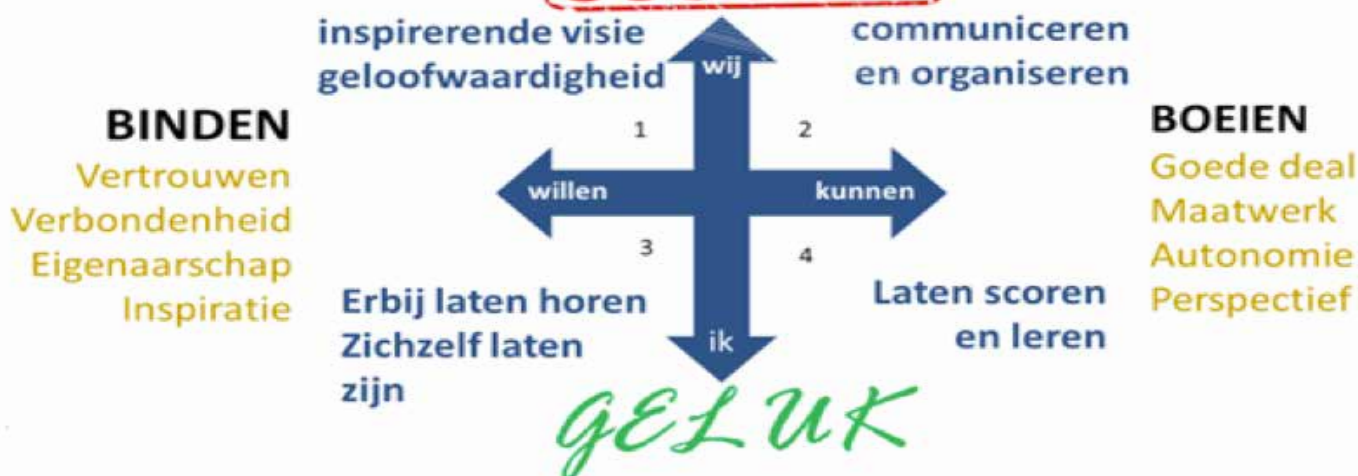 inspirerende visie
geloofwaardigheid
communiceren
en organiseren
wij
BINDEN
Vertrouwen
Verbondenheid
Eigenaarschap
Inspiratie
1
2
willen
kunnen
3
4
BOEIEN
Goede deal
Maatwerk
Autonomie
Perspectief
Erbij laten horen
Zichzelf laten
zijn
Laten scoren
en leren
ik
GELUK